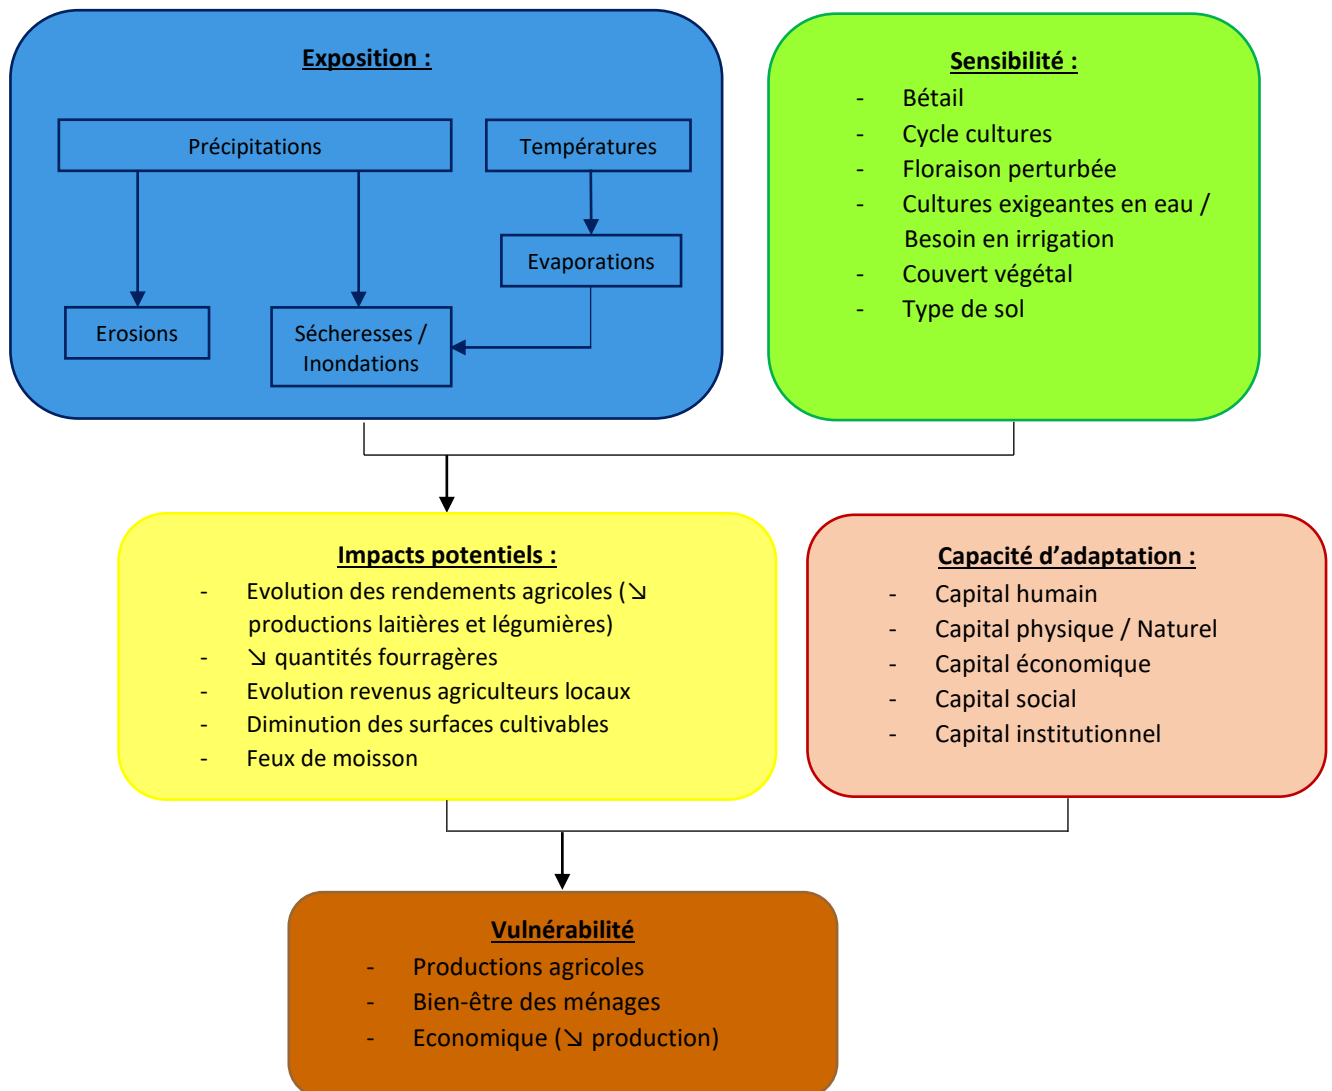 Exposition :
Précipitations
Températures
Evaporations
Erosions
Sécheresses /
Inondations
Sensibilité :
- Bétail
- Cycle cultures
- Floraison perturbée
- Cultures exigeantes en eau /
Besoin en irrigation
- Couvert végétal
- Type de sol
Impacts potentiels :
- Evolution des rendements agricoles (↘
productions laitières et légumières)
- ↘ quantités fourragères
- Evolution revenus agriculteurs locaux
- Diminution des surfaces cultivables
- Feux de moisson
Capacité d’adaptation :
- Capital humain
- Capital physique / Naturel
- Capital économique
- Capital social
- Capital institutionnel
Vulnérabilité
- Productions agricoles
- Bien-être des ménages
- Economique (↘ production)